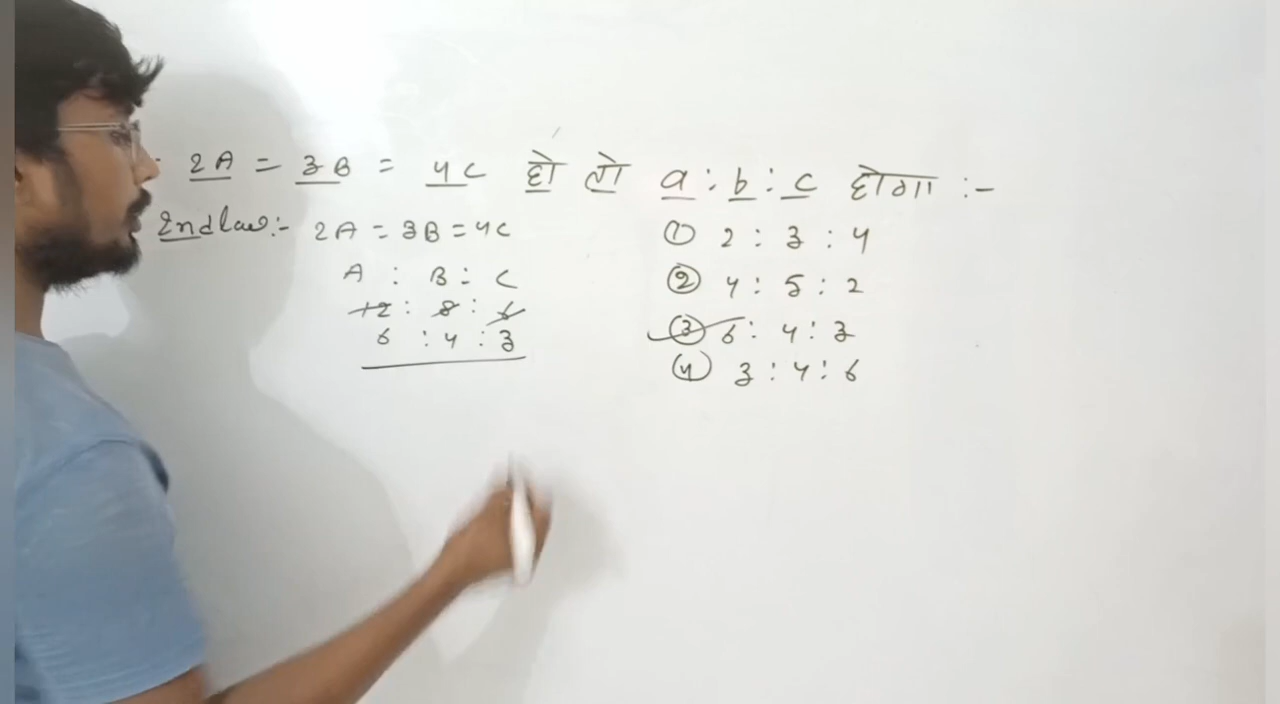 2A = 3B = 4C हो तो a : b : c होगा :-
2nd law:- 2A = 3B = 4C
A : B : C
12 : 8 : 6
6 : 4 : 3
① 2 : 3 : 4
② 4 : 5 : 2
③ 6 : 4 : 3
④ 3 : 4 : 6